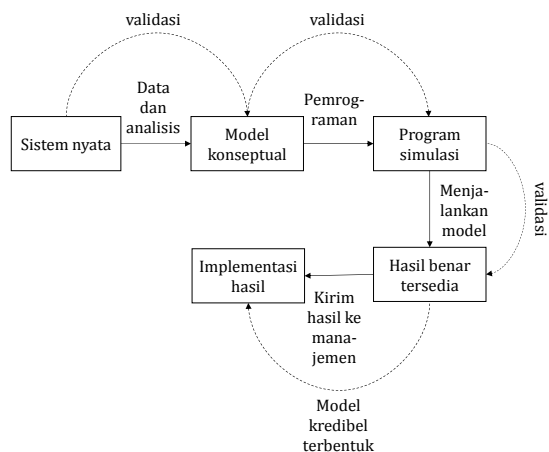 validasi
validasi
Data
dan
analisis
Pemrog-
raman
Sistem nyata
Model
konseptual
Program
simulasi
Menja-
lankan
model
validasi
Implementasi
hasil
Hasil benar
tersedia
Kirim
hasil ke
mana-
jemen
Model
kredibel
terbentuk